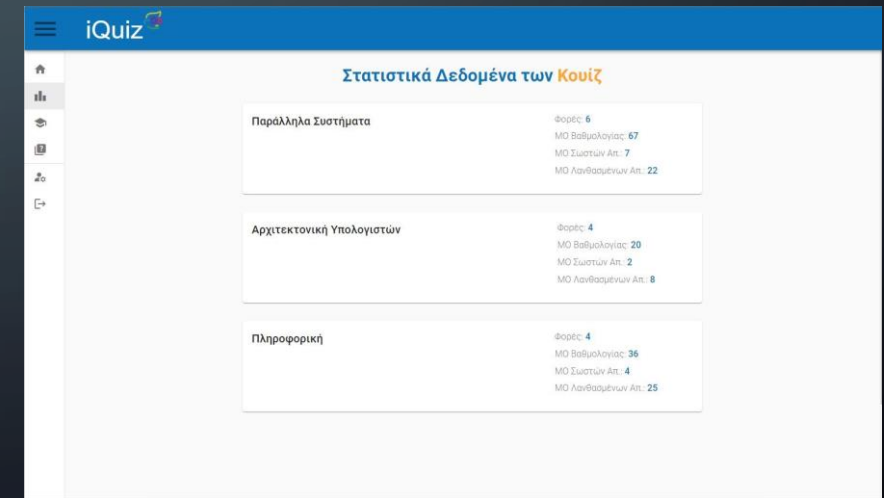 iQuiz
Στατιστικά Δεδομένα των Κουίζ
Παράλληλα Συστήματα
Φορές: 6
ΜΟ Βαθμολογίας: 67
ΜΟ Σωστών Απ.: 7
ΜΟ Λανθασμένων Απ.: 22
Αρχιτεκτονική Υπολογιστών
Φορές: 4
ΜΟ Βαθμολογίας: 20
ΜΟ Σωστών Απ.: 2
ΜΟ Λανθασμένων Απ.: 8
Πληροφορική
Φορές: 4
ΜΟ Βαθμολογίας: 36
ΜΟ Σωστών Απ.: 4
ΜΟ Λανθασμένων Απ.: 25